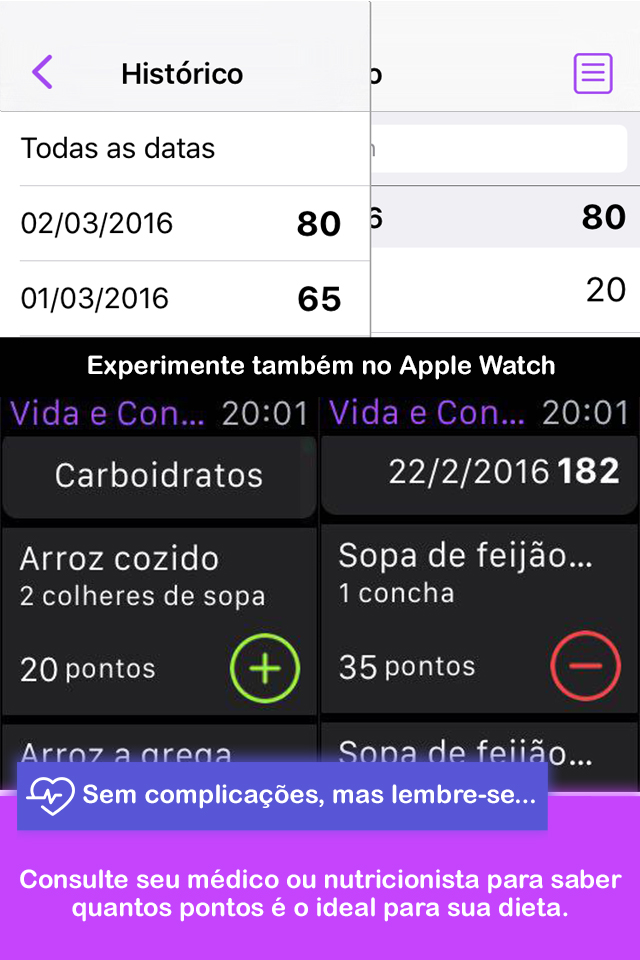 Histórico
o
Todas as datas
02/03/2016 80
6 80
01/03/2016 65
20
Experimente também no Apple Watch
Vida e Con... 20:01
Carboidratos
Arroz cozido
2 colheres de sopa
20 pontos
Arroz a grega
Vida e Con... 20:01
22/2/2016 182
Sopa de feijão...
1 concha
35 pontos
Sopa de feijão...
Sem complicações, mas lembre-se...
Consulte seu médico ou nutricionista para saber
quantos pontos é o ideal para sua dieta.